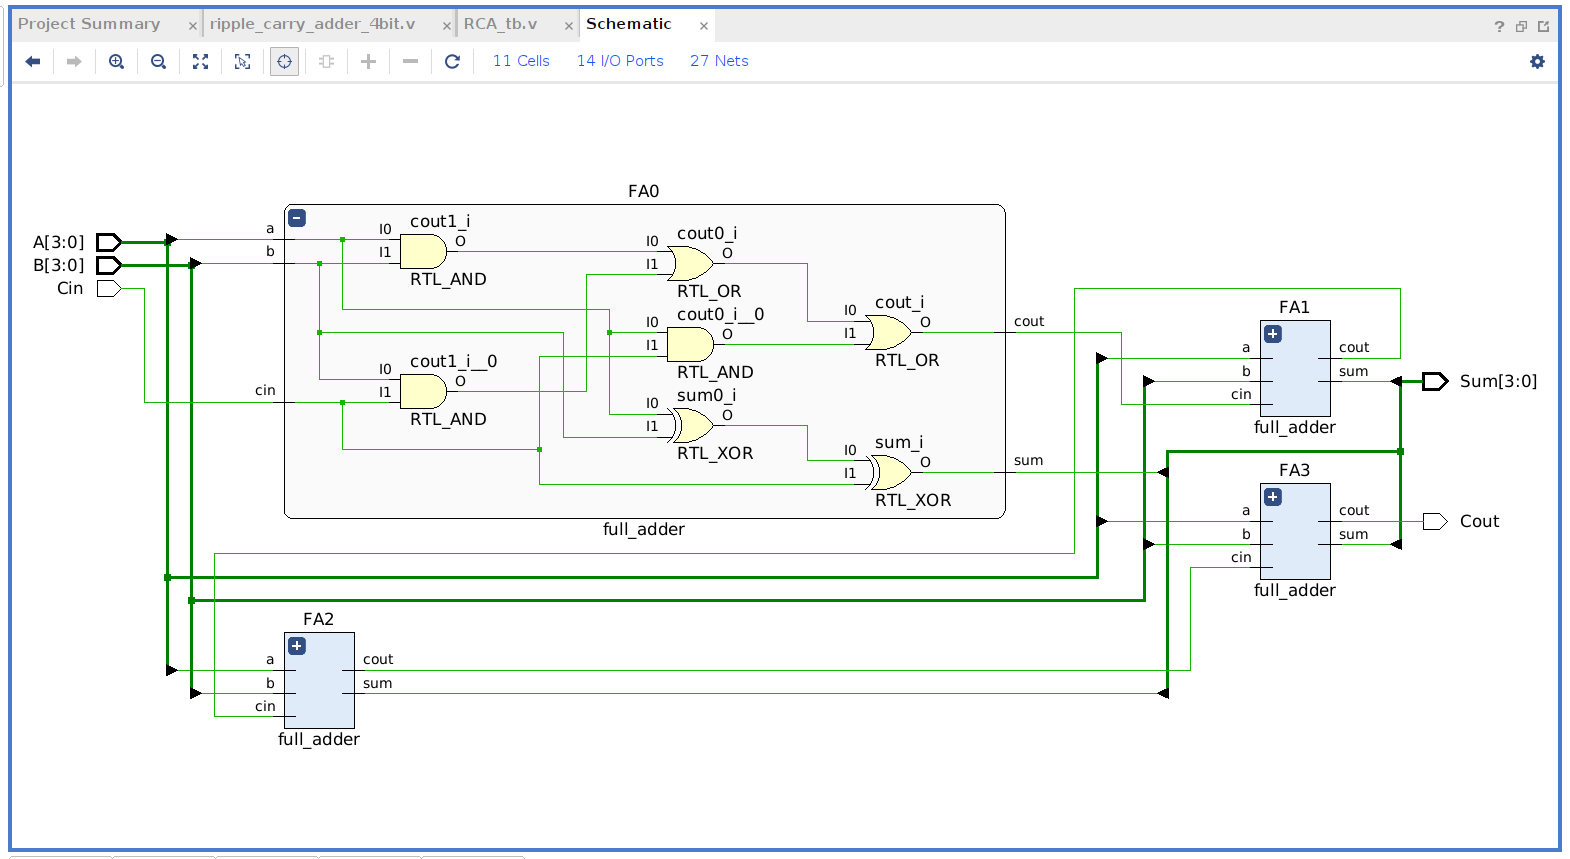 Project Summary × ripple_carry_adder_4bit.v × RCA_tb.v × Schematic × ?
11 Cells 14 I/O Ports 27 Nets
FA0
A[3:0]
B[3:0]
Cin
a
b
cin
I0
I1
cout1_i
O
RTL_AND
I0
I1
cout1_i__0
O
RTL_AND
I0
I1
cout0_i
O
RTL_OR
I0
I1
cout0_i__0
O
RTL_AND
I0
I1
sum0_i
O
RTL_XOR
I0
I1
cout_i
O
RTL_OR
I0
I1
sum_i
O
RTL_XOR
cout
sum
full_adder
FA1
a
b
cin
cout
sum
full_adder
Sum[3:0]
FA3
a
b
cin
cout
sum
full_adder
Cout
FA2
a
b
cin
cout
sum
full_adder